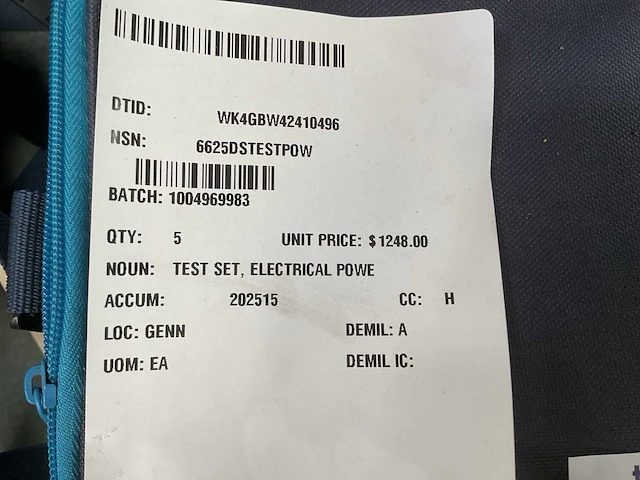 DTID: WK4GBW42410496
NSN: 6625DSTESTPOW
BATCH: 1004969983
QTY: 5 UNIT PRICE: $1248.00
NOUN: TEST SET, ELECTRICAL POWE
ACCUM: 202515 CC: H
LOC: GENN DEMIL: A
UOM: EA DEMIL IC: